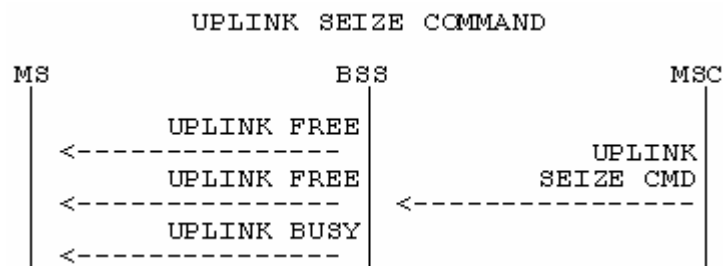 UPLINK SEIZE COMMAND
MS BSS MSC
UPLINK FREE
UPLINK
UPLINK FREE SEIZE CMD
UPLINK BUSY